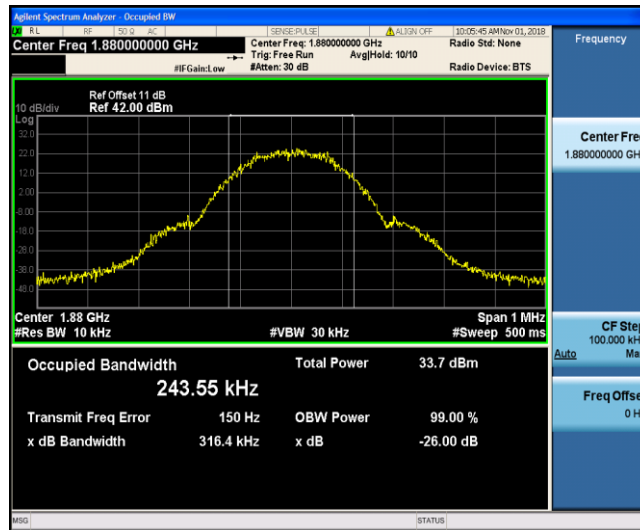 Agilent Spectrum Analyzer - Occupied BW
RL RF 50 Ω AC SENSE:PULSE ALIGN OFF 10:05:45 AM Nov 01, 2018
Center Freq 1.880000000 GHz
Center Freq: 1.880000000 GHz
Radio Std: None
Trig: Free Run Avg|Hold: 10/10
#IFGain:Low #Atten: 30 dB Radio Device: BTS
Frequency
Ref Offset 11 dB
10 dB/div Ref 42.00 dBm
Log
32.0
22.0
12.0
2.00
-8.00
-18.0
-28.0
-38.0
-48.0
Center Fre
1.880000000 GH
Center 1.88 GHz Span 1 MHz
#Res BW 10 kHz #VBW 30 kHz #Sweep 500 ms
CF Step
100.000 kH
Auto Ma
Occupied Bandwidth Total Power 33.7 dBm
243.55 kHz
Transmit Freq Error 150 Hz OBW Power 99.00 %
x dB Bandwidth 316.4 kHz x dB -26.00 dB
Freq Offse
0 H
MSG STATUS